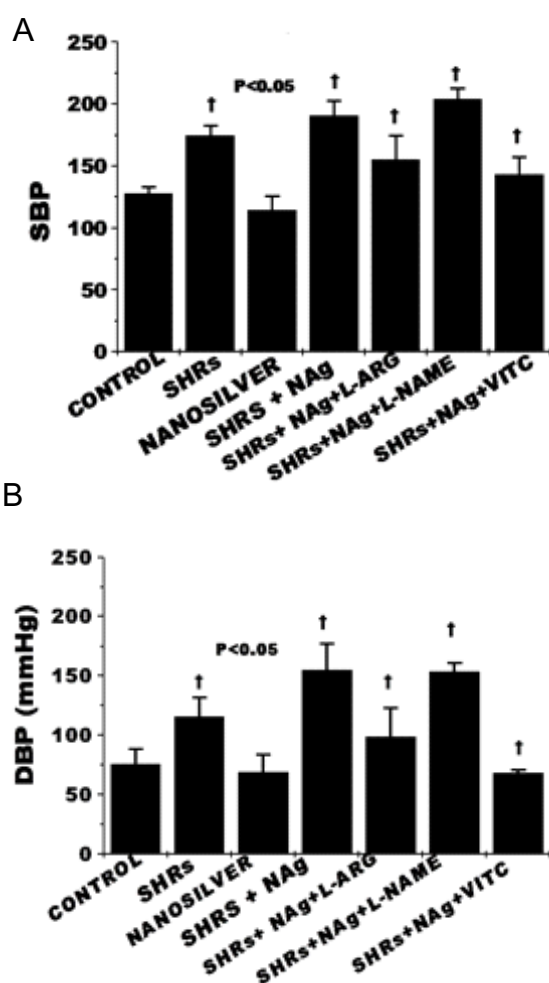 A
250
†
†
P<0.05
†
200
†
†
150
SBP
100
50
0
CONTROL
SHRs
NANOSILVER
SHRS + NAg
SHRs+ NAg+L-ARG
SHRs+NAg+L-NAME
SHRs+NAg+VITC
B
250
200
†
†
P<0.05
†
150
†
†
DBP (mmHg)
100
50
0
CONTROL
SHRs
NANOSILVER
SHRS + NAg
SHRs+ NAg+L-ARG
SHRs+NAg+L-NAME
SHRs+NAg+VITC